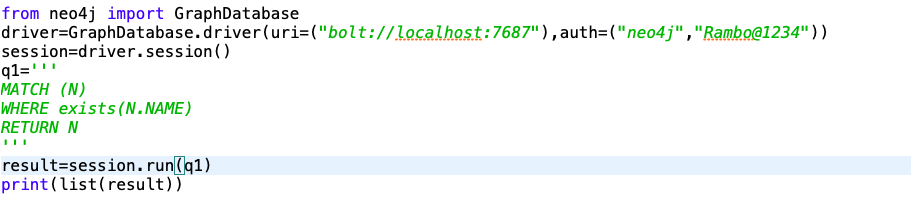 from neo4j import GraphDatabase
driver=GraphDatabase.driver(uri=("bolt://localhost:7687"),auth=("neo4j","Rambo@1234"))
session=driver.session()
q1='''
MATCH (N)
WHERE exists(N.NAME)
RETURN N
'''
result=session.run(q1)
print(list(result))